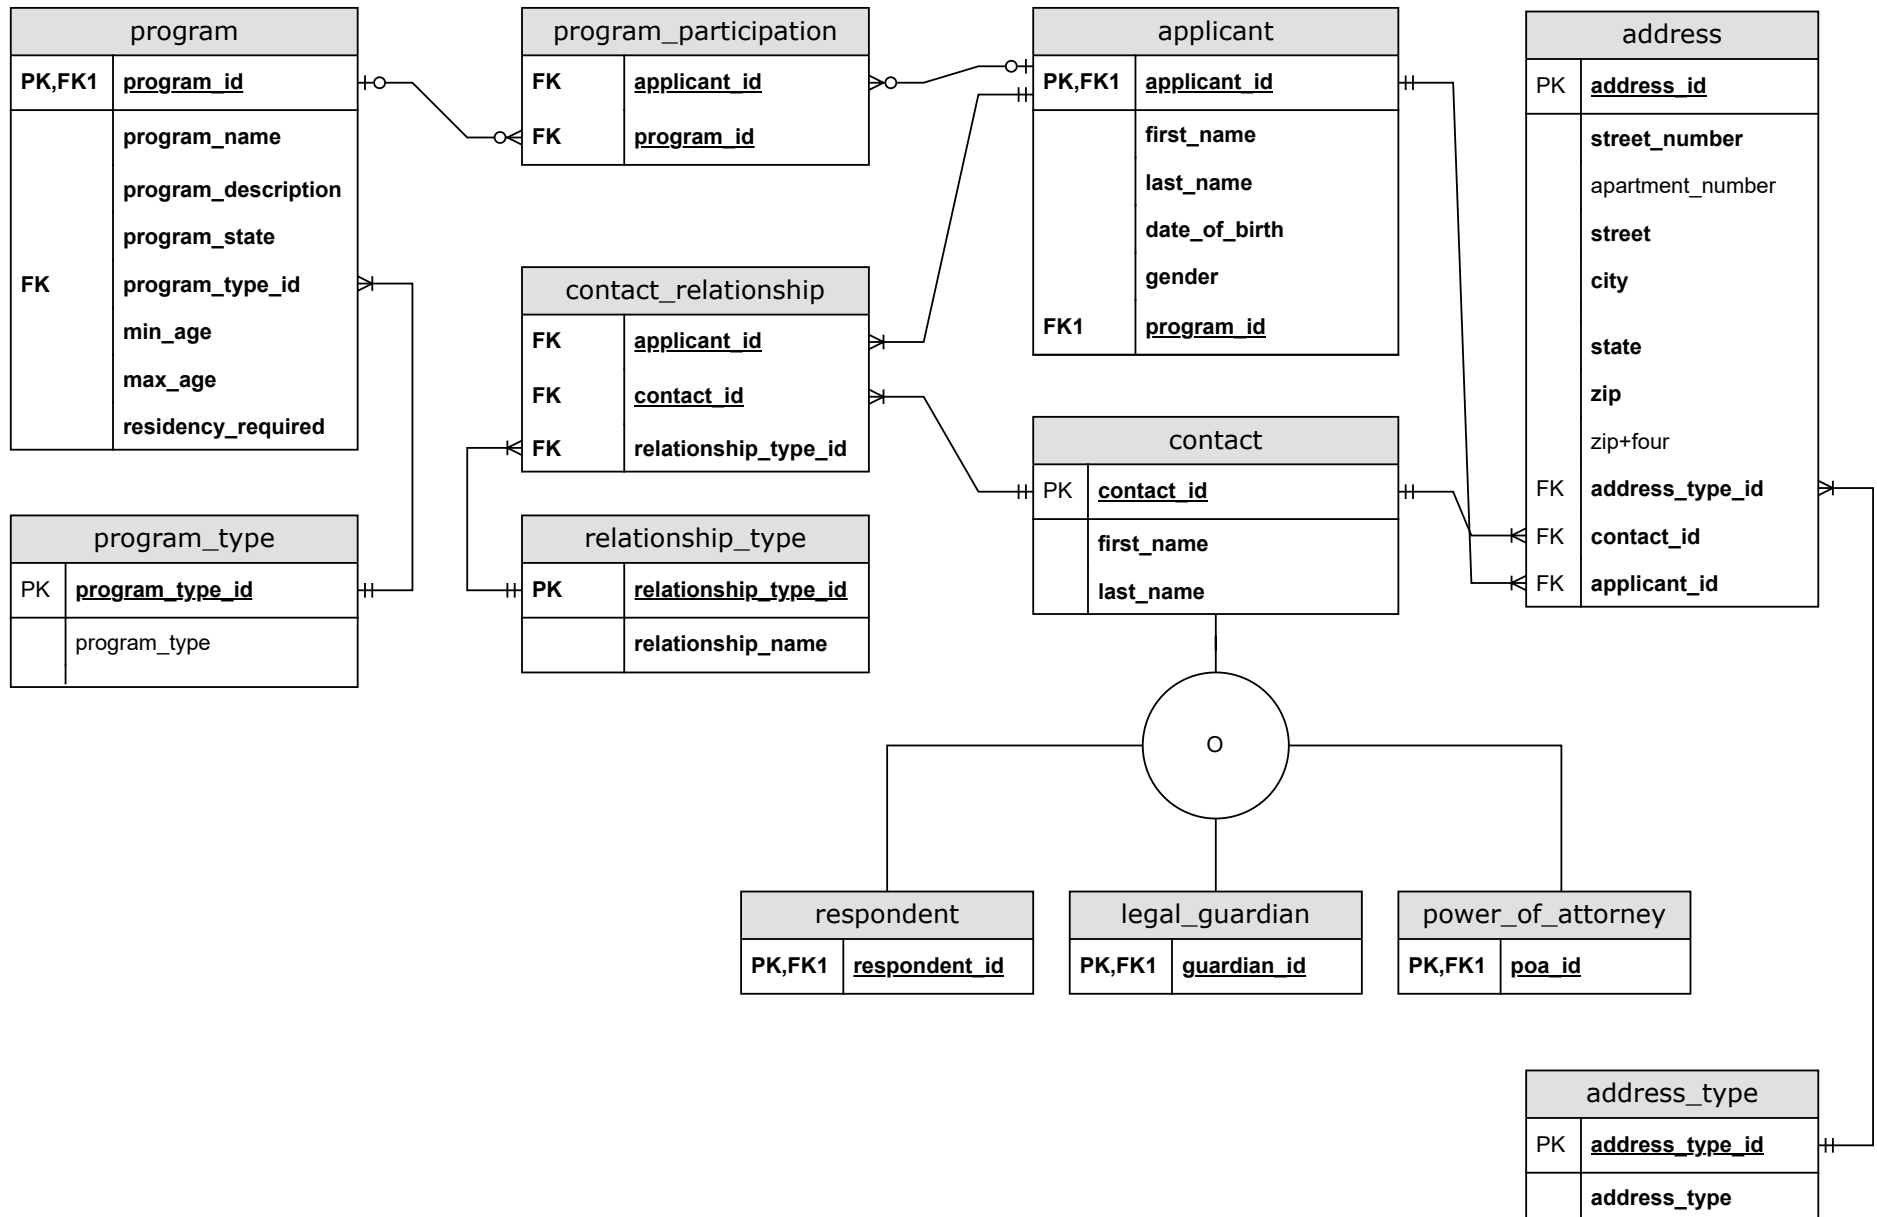 program
PK,FK1 program_id
program_name
program_description
program_state
FK program_type_id
min_age
max_age
residency_required
program_type
PK program_type_id
program_type
program_participation
FK applicant_id
FK program_id
contact_relationship
FK applicant_id
FK contact_id
FK relationship_type_id
relationship_type
PK relationship_type_id
relationship_name
applicant
PK,FK1 applicant_id
first_name
last_name
date_of_birth
gender
FK1 program_id
contact
PK contact_id
first_name
last_name
O
respondent
PK,FK1 respondent_id
legal_guardian
PK,FK1 guardian_id
power_of_attorney
PK,FK1 poa_id
address
PK address_id
street_number
apartment_number
street
city
state
zip
zip+four
FK address_type_id
FK contact_id
FK applicant_id
address_type
PK address_type_id
address_type